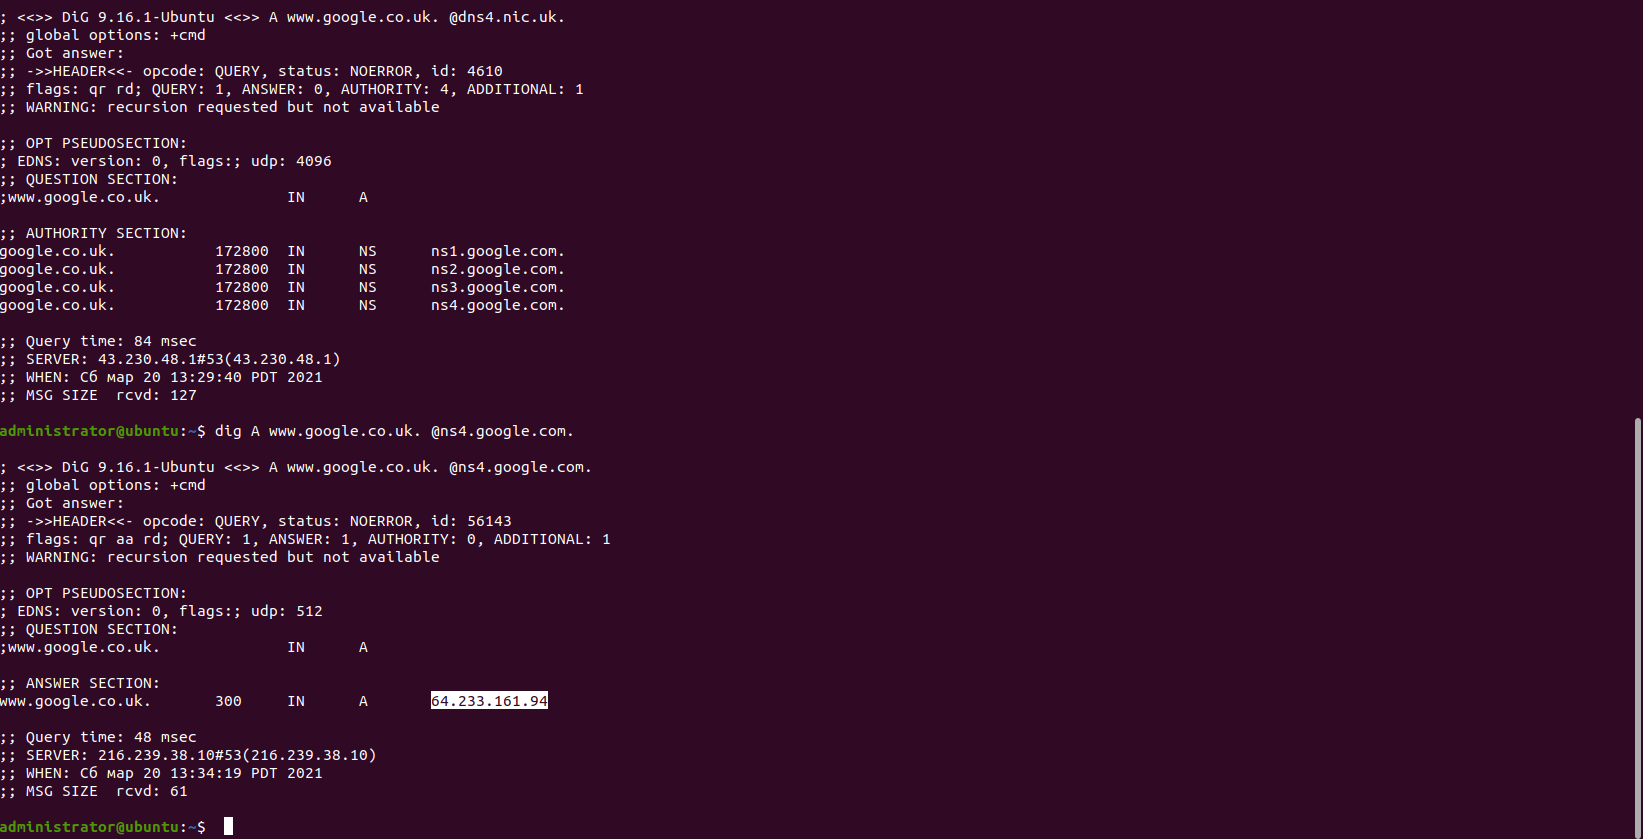 ; <<>> DiG 9.16.1-Ubuntu <<>> A www.google.co.uk. @dns4.nic.uk.
;; global options: +cmd
;; Got answer:
;; ->>HEADER<<- opcode: QUERY, status: NOERROR, id: 4610
;; flags: qr rd; QUERY: 1, ANSWER: 0, AUTHORITY: 4, ADDITIONAL: 1
;; WARNING: recursion requested but not available

;; OPT PSEUDOSECTION:
; EDNS: version: 0, flags:; udp: 4096
;; QUESTION SECTION:
;www.google.co.uk. IN A

;; AUTHORITY SECTION:
google.co.uk. 172800 IN NS ns1.google.com.
google.co.uk. 172800 IN NS ns2.google.com.
google.co.uk. 172800 IN NS ns3.google.com.
google.co.uk. 172800 IN NS ns4.google.com.

;; Query time: 84 msec
;; SERVER: 43.230.48.1#53(43.230.48.1)
;; WHEN: Сб мар 20 13:29:40 PDT 2021
;; MSG SIZE rcvd: 127

administrator@ubuntu:~$ dig A www.google.co.uk. @ns4.google.com.

; <<>> DiG 9.16.1-Ubuntu <<>> A www.google.co.uk. @ns4.google.com.
;; global options: +cmd
;; Got answer:
;; ->>HEADER<<- opcode: QUERY, status: NOERROR, id: 56143
;; flags: qr aa rd; QUERY: 1, ANSWER: 1, AUTHORITY: 0, ADDITIONAL: 1
;; WARNING: recursion requested but not available

;; OPT PSEUDOSECTION:
; EDNS: version: 0, flags:; udp: 512
;; QUESTION SECTION:
;www.google.co.uk. IN A

;; ANSWER SECTION:
www.google.co.uk. 300 IN A 64.233.161.94

;; Query time: 48 msec
;; SERVER: 216.239.38.10#53(216.239.38.10)
;; WHEN: Сб мар 20 13:34:19 PDT 2021
;; MSG SIZE rcvd: 61

administrator@ubuntu:~$